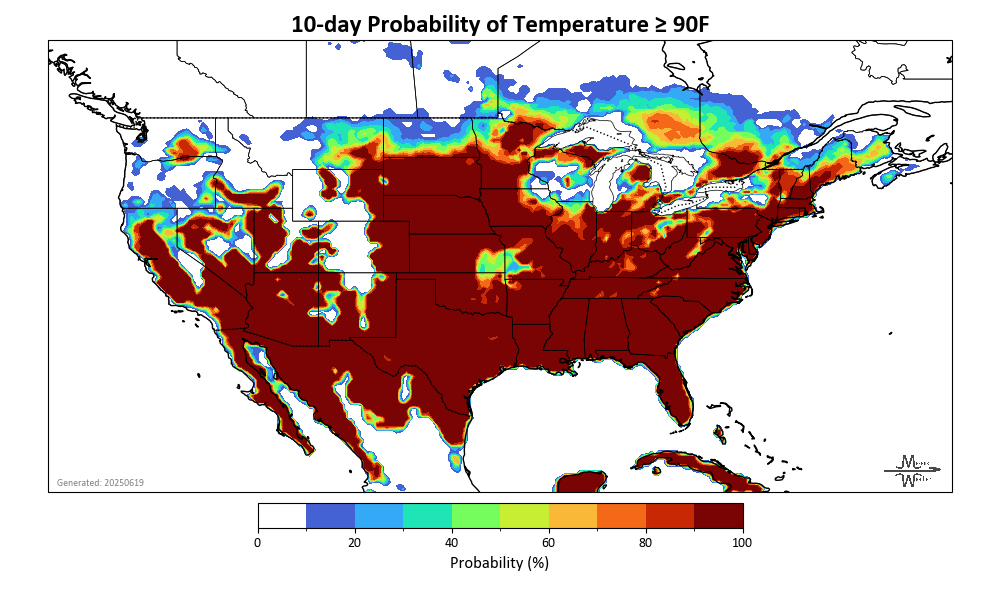 10-day Probability of Temperature ≥ 90F
Generated: 20250619
0 20 40 60 80 100
Probability (%)